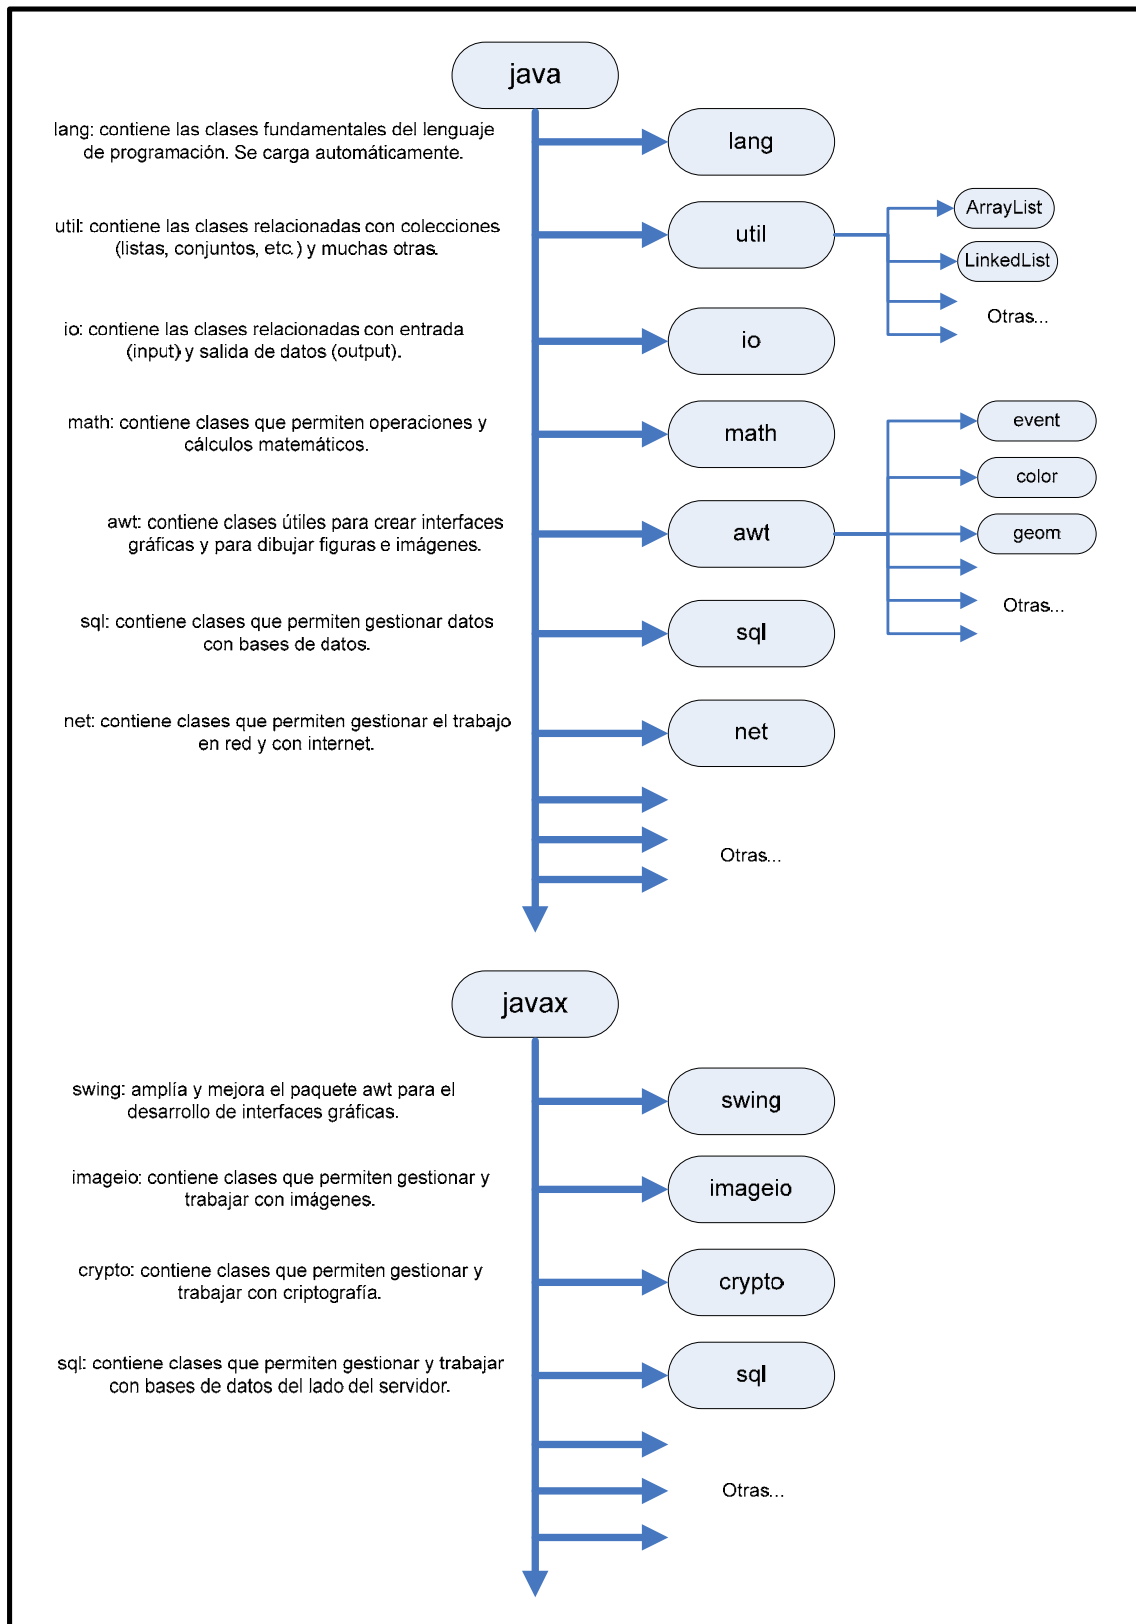 java
lang: contiene las clases fundamentales del lenguaje
de programación. Se carga automáticamente.
lang
util: contiene las clases relacionadas con colecciones
(listas, conjuntos, etc.) y muchas otras.
util
ArrayList
LinkedList
Otras...
io: contiene las clases relacionadas con entrada
(input) y salida de datos (output).
io
math: contiene clases que permiten operaciones y
cálculos matemáticos.
math
event
color
geom
Otras...
awt: contiene clases útiles para crear interfaces
gráficas y para dibujar figuras e imágenes.
awt
sql: contiene clases que permiten gestionar datos
con bases de datos.
sql
net: contiene clases que permiten gestionar el trabajo
en red y con internet.
net
Otras...
javax
swing: amplía y mejora el paquete awt para el
desarrollo de interfaces gráficas.
swing
imageio: contiene clases que permiten gestionar y
trabajar con imágenes.
imageio
crypto: contiene clases que permiten gestionar y
trabajar con criptografía.
crypto
sql: contiene clases que permiten gestionar y trabajar
con bases de datos del lado del servidor.
sql
Otras...